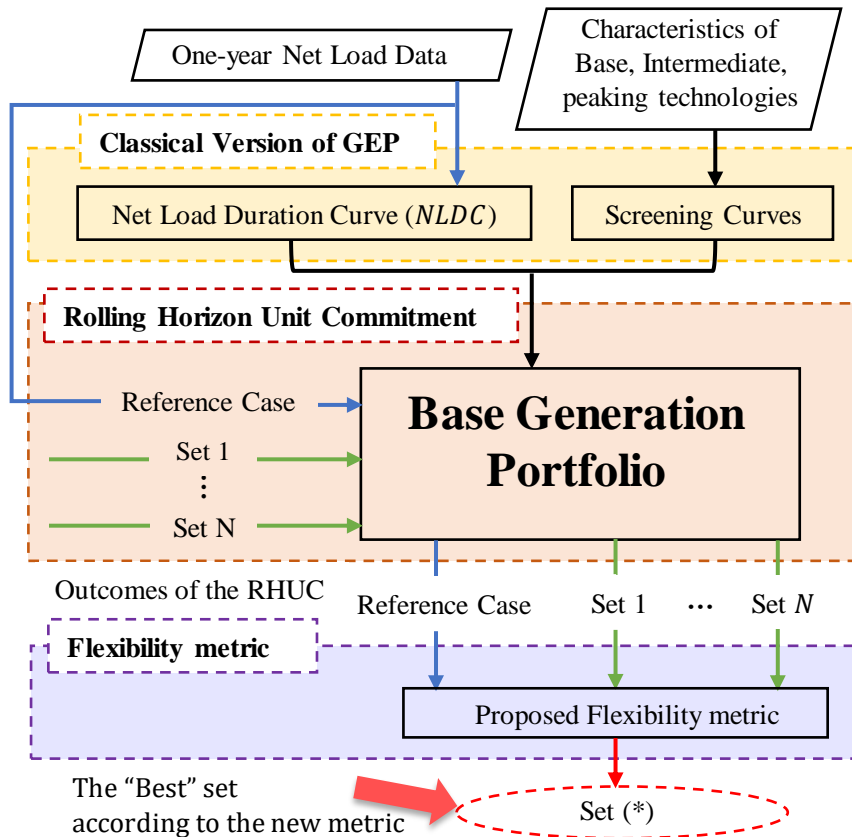 One-year Net Load Data
Characteristics of
Base, Intermediate,
peaking technologies
Classical Version of GEP
Net Load Duration Curve (NLDC)
Screening Curves
Rolling Horizon Unit Commitment
Reference Case
Set 1
⋮
Set N
Base Generation
Portfolio
Outcomes of the RHUC
Reference Case
Set 1
...
Set N
Flexibility metric
Proposed Flexibility metric
The “Best” set
according to the new metric
Set (*)